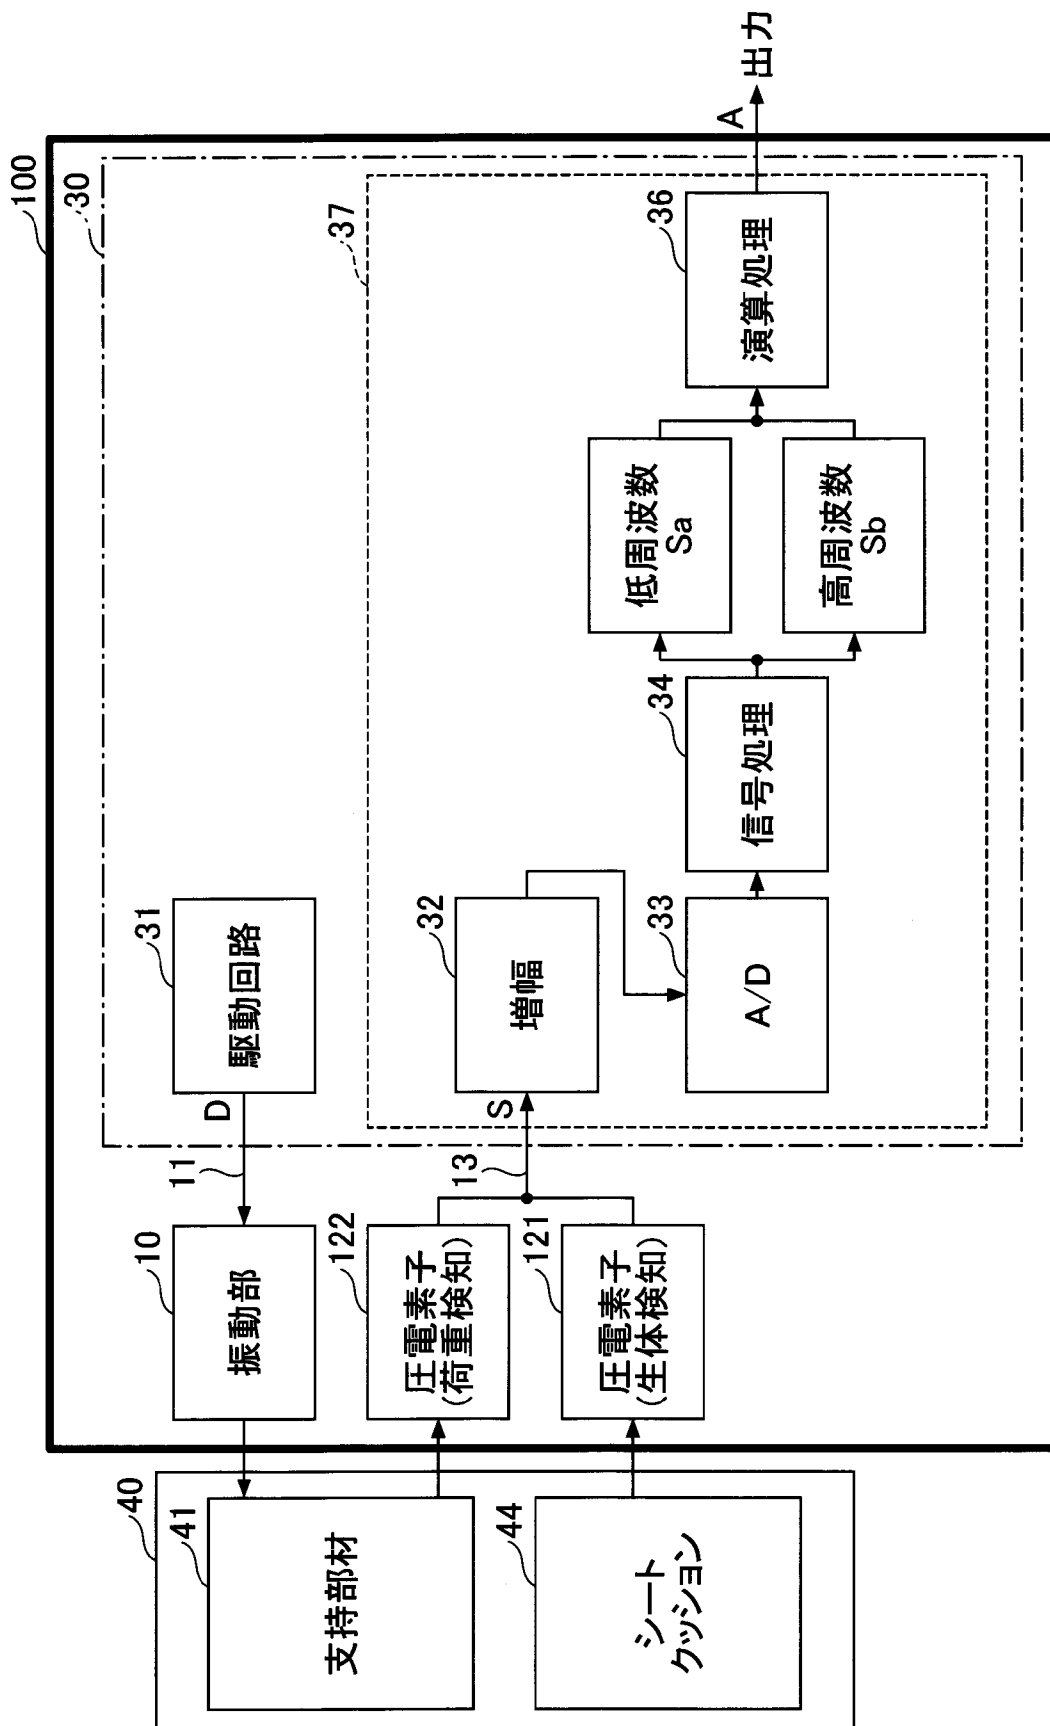 100
30
40
41
支持部材
44
シート
クッション
10
振動部
11
D
31
駆動回路
122
圧電素子
(荷重検知)
121
圧電素子
(生体検知)
13
S
37
32
増幅
33
A/D
34
信号処理
低周波数
Sa
高周波数
Sb
36
演算処理
A
出力